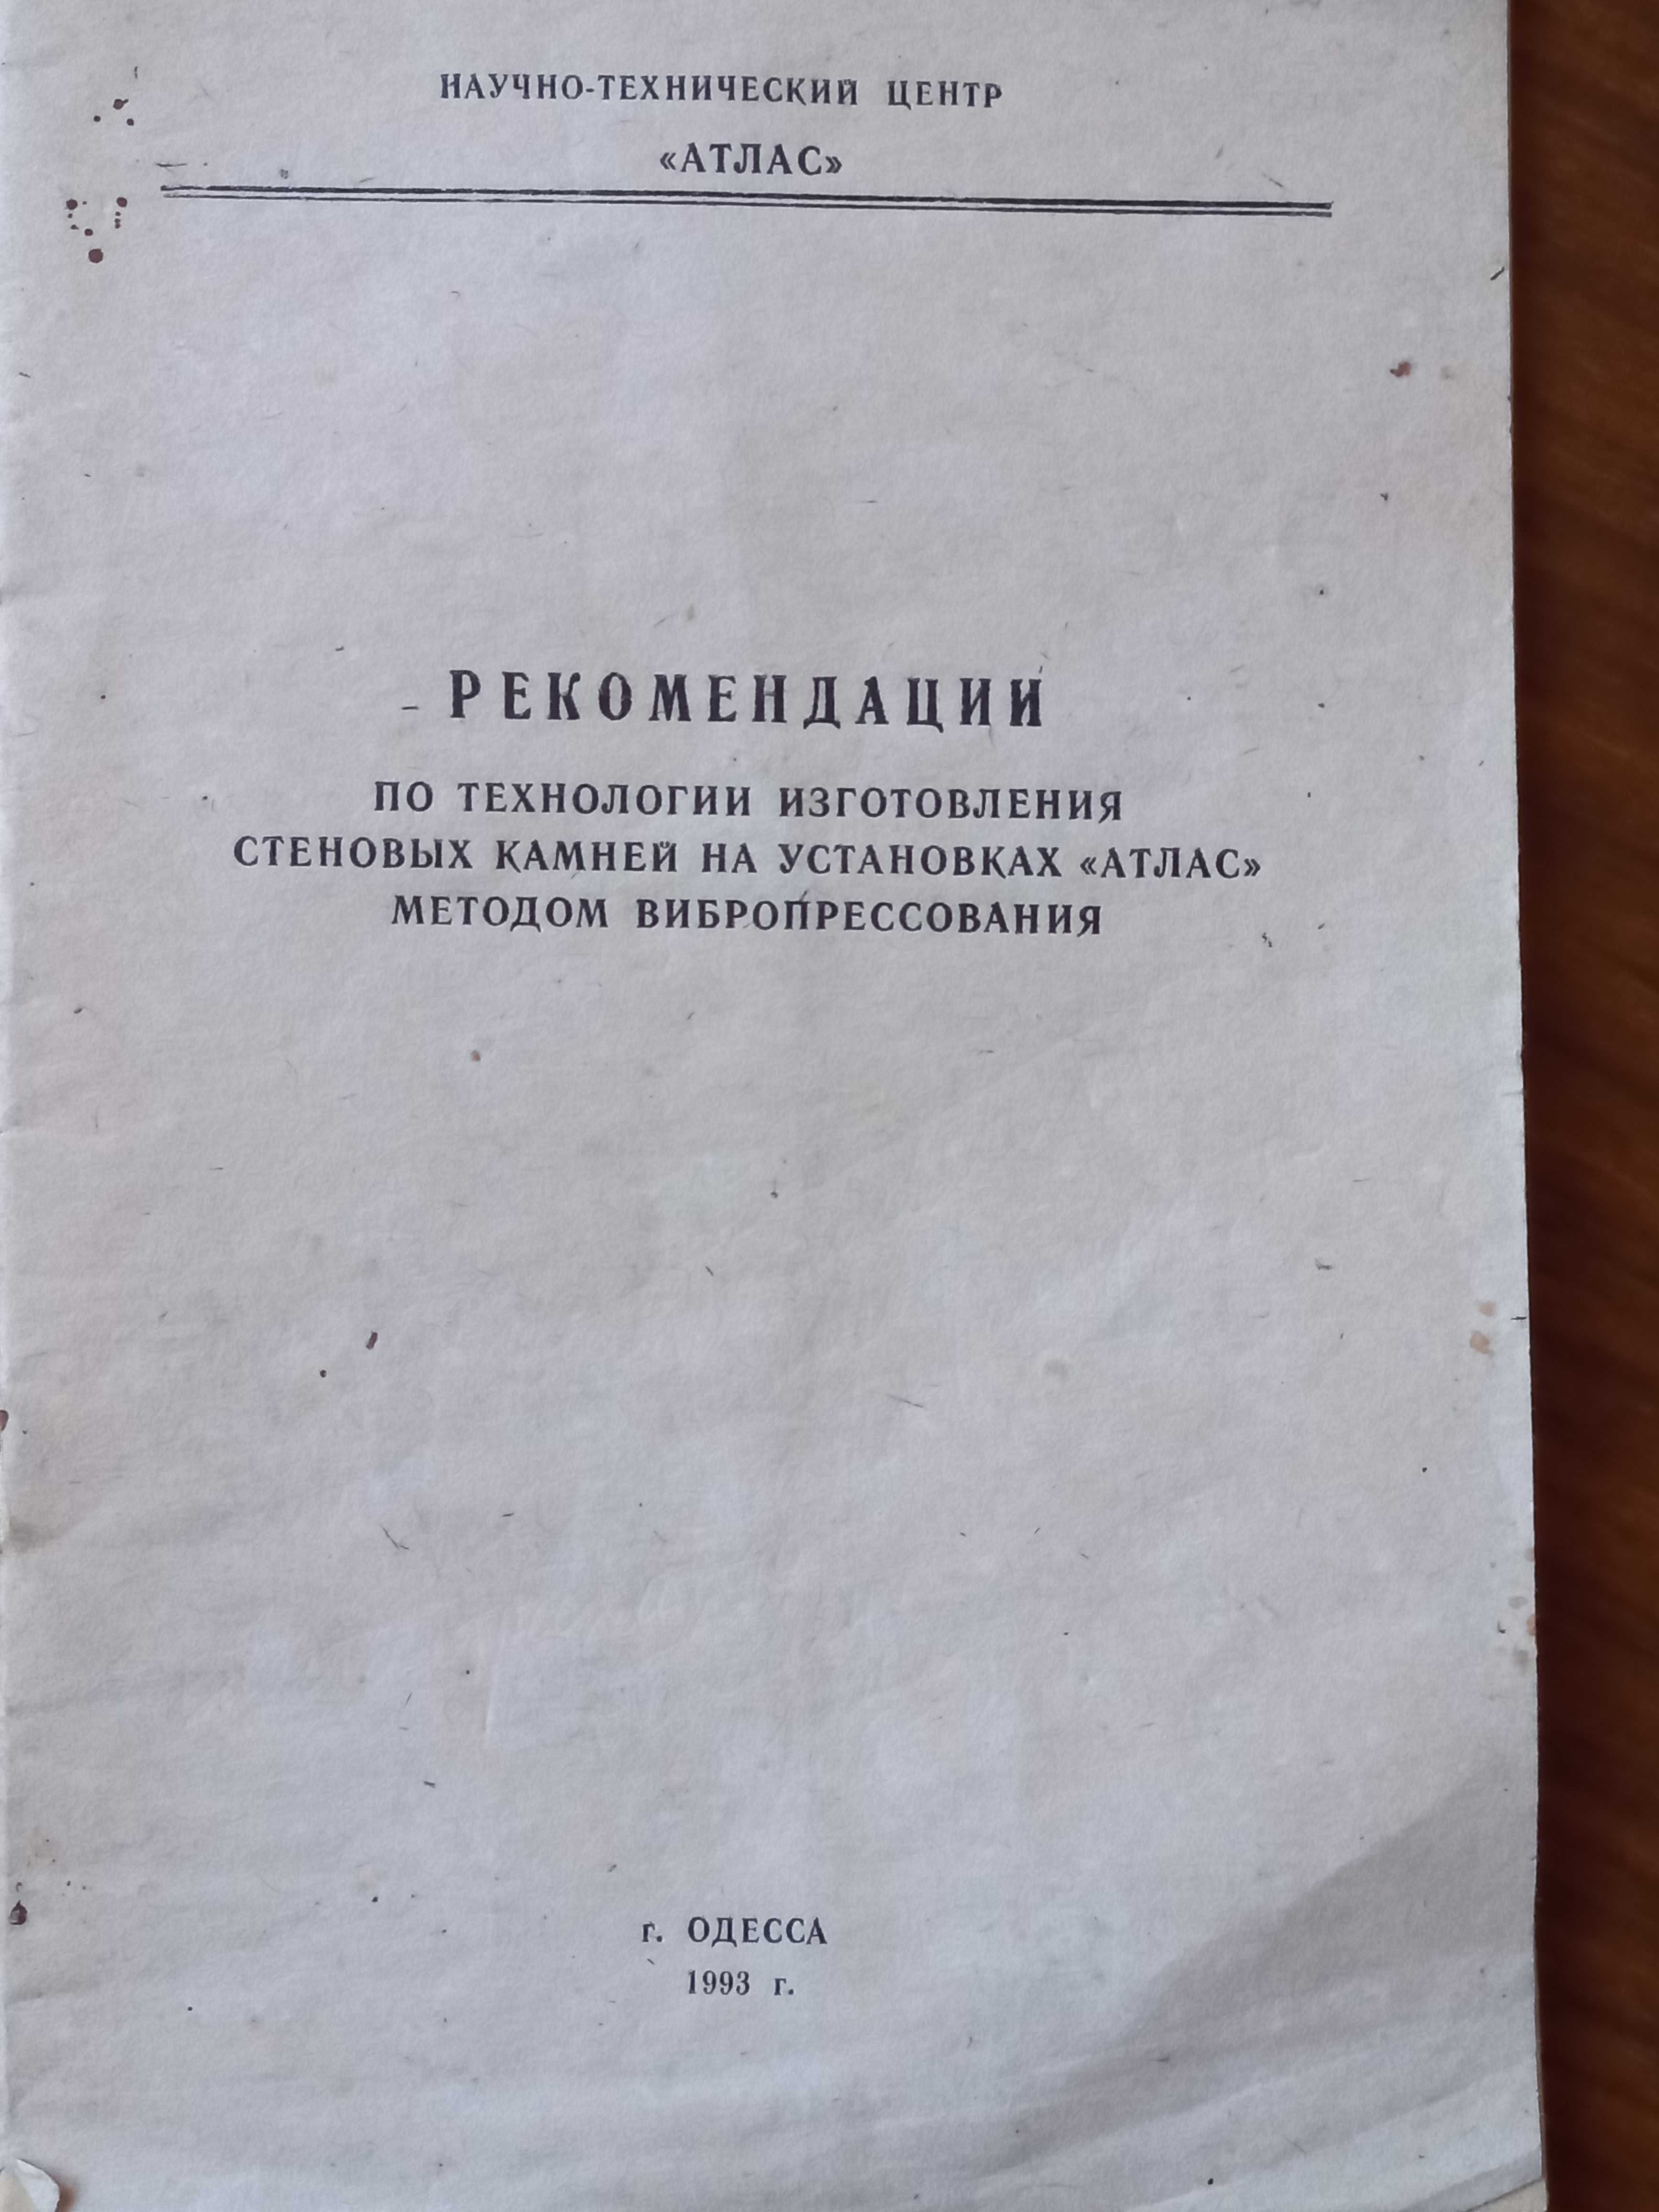 НАУЧНО-ТЕХНИЧЕСКИЙ ЦЕНТР
«АТЛАС»
РЕКОМЕНДАЦИИ
ПО ТЕХНОЛОГИИ ИЗГОТОВЛЕНИЯ
СТЕНОВЫХ КАМНЕЙ НА УСТАНОВКАХ «АТЛАС»
МЕТОДОМ ВИБРОПРЕССОВАНИЯ
г. ОДЕССА
1993 г.